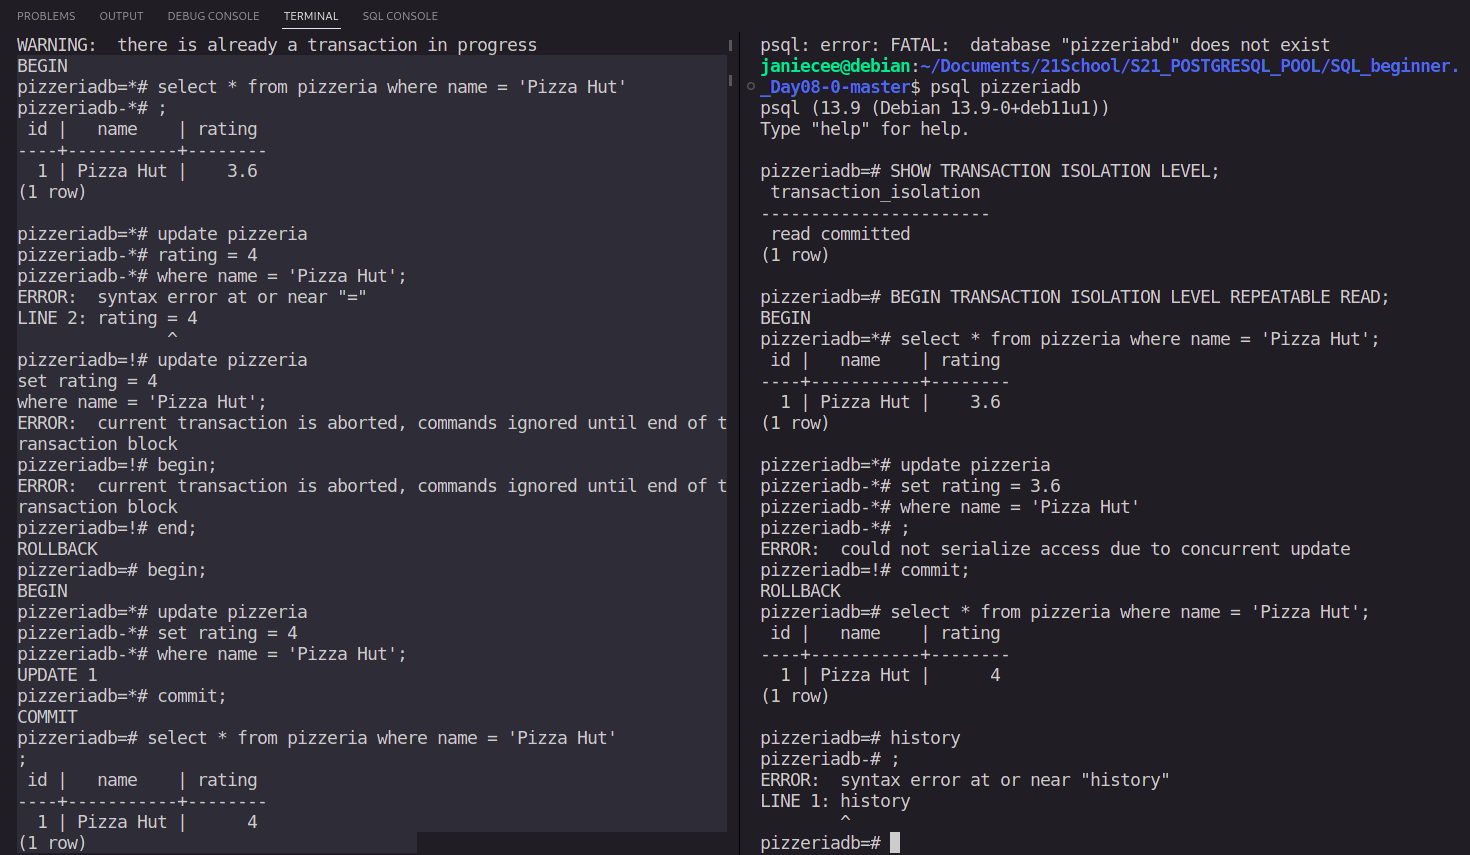 PROBLEMS OUTPUT DEBUG CONSOLE TERMINAL SQL CONSOLE
WARNING:  there is already a transaction in progress
BEGIN
pizzeriadb=*# select * from pizzeria where name = 'Pizza Hut'
pizzeriadb-*# ;
 id |   name    | rating
----+-----------+--------
  1 | Pizza Hut |    3.6
(1 row)

pizzeriadb=*# update pizzeria
pizzeriadb-*# rating = 4
pizzeriadb-*# where name = 'Pizza Hut';
ERROR:  syntax error at or near "="
LINE 2: rating = 4
               ^
pizzeriadb=!# update pizzeria
set rating = 4
where name = 'Pizza Hut';
ERROR:  current transaction is aborted, commands ignored until end of t
ransaction block
pizzeriadb=!# begin;
ERROR:  current transaction is aborted, commands ignored until end of t
ransaction block
pizzeriadb=!# end;
ROLLBACK
pizzeriadb=# begin;
BEGIN
pizzeriadb=*# update pizzeria
pizzeriadb-*# set rating = 4
pizzeriadb-*# where name = 'Pizza Hut';
UPDATE 1
pizzeriadb=*# commit;
COMMIT
pizzeriadb=# select * from pizzeria where name = 'Pizza Hut'
;
 id |   name    | rating
----+-----------+--------
  1 | Pizza Hut |      4
(1 row)
psql: error: FATAL:  database "pizzeriabd" does not exist
janiecee@debian:~/Documents/21School/S21_POSTGRESQL_POOL/SQL_beginner.
_Day08-0-master$ psql pizzeriadb
psql (13.9 (Debian 13.9-0+deb11u1))
Type "help" for help.

pizzeriadb=# SHOW TRANSACTION ISOLATION LEVEL;
 transaction_isolation
-----------------------
 read committed
(1 row)

pizzeriadb=# BEGIN TRANSACTION ISOLATION LEVEL REPEATABLE READ;
BEGIN
pizzeriadb=*# select * from pizzeria where name = 'Pizza Hut';
 id |   name    | rating
----+-----------+--------
  1 | Pizza Hut |    3.6
(1 row)

pizzeriadb=*# update pizzeria
pizzeriadb-*# set rating = 3.6
pizzeriadb-*# where name = 'Pizza Hut'
pizzeriadb-*# ;
ERROR:  could not serialize access due to concurrent update
pizzeriadb=!# commit;
ROLLBACK
pizzeriadb=# select * from pizzeria where name = 'Pizza Hut';
 id |   name    | rating
----+-----------+--------
  1 | Pizza Hut |      4
(1 row)

pizzeriadb=# history
pizzeriadb-# ;
ERROR:  syntax error at or near "history"
LINE 1: history
        ^
pizzeriadb=#